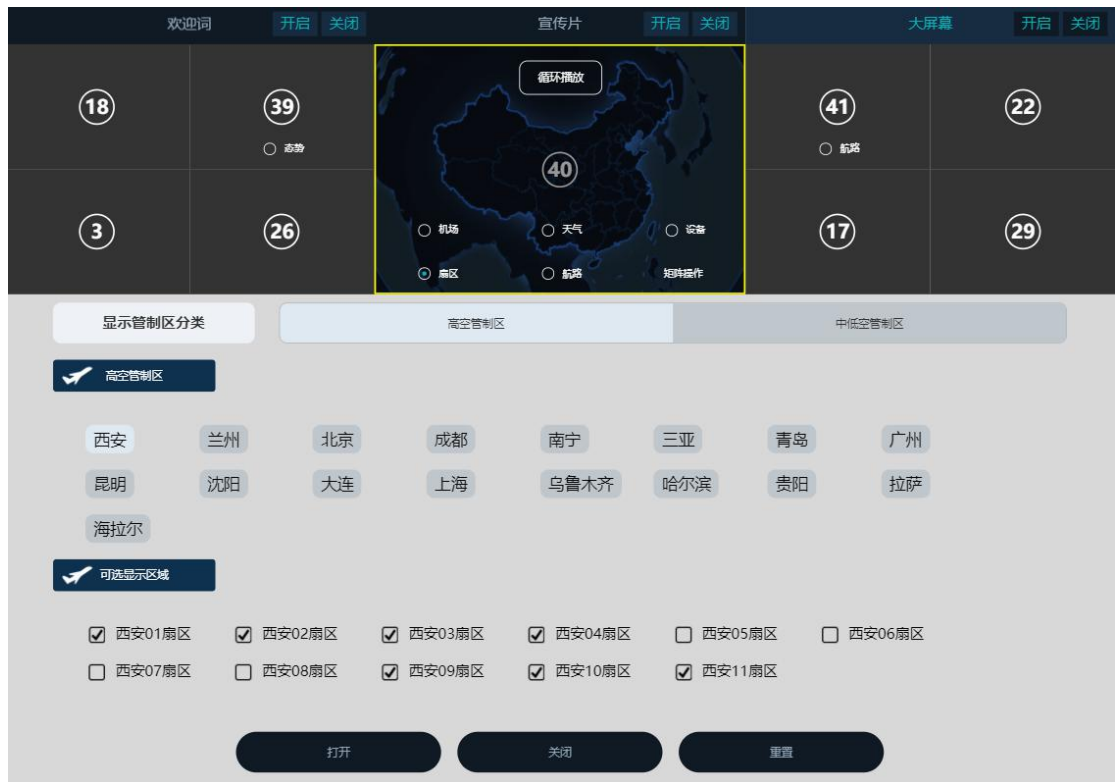 欢迎词 开启 关闭 宣传片 开启 关闭 大屏幕 开启 关闭
循环播放
18 39 41 22
态势 航路
40
3 26 机场 天气 设备 17 29
扇区 航路 矩阵操作
显示管制区分类 高空管制区 中低空管制区
高空管制区
西安 兰州 北京 成都 南宁 三亚 青岛 广州
昆明 沈阳 大连 上海 乌鲁木齐 哈尔滨 贵阳 拉萨
海拉尔
可选显示区域
西安01扇区 西安02扇区 西安03扇区 西安04扇区 西安05扇区 西安06扇区
西安07扇区 西安08扇区 西安09扇区 西安10扇区 西安11扇区
打开 关闭 重置